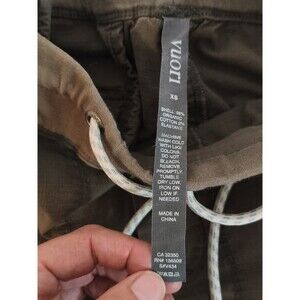 vuori
XS
SHELL: 98%
ORGANIC
COTTON 2%
ELASTANE
MACHINE
WASH COLD
WITH LIKE
COLORS.
DO NOT
BLEACH.
REMOVE
PROMPTLY
TUMBLE
DRY LOW.
IRON ON
LOW IF
NEEDED
MADE IN
CHINA
CA 32350
RN# 156509